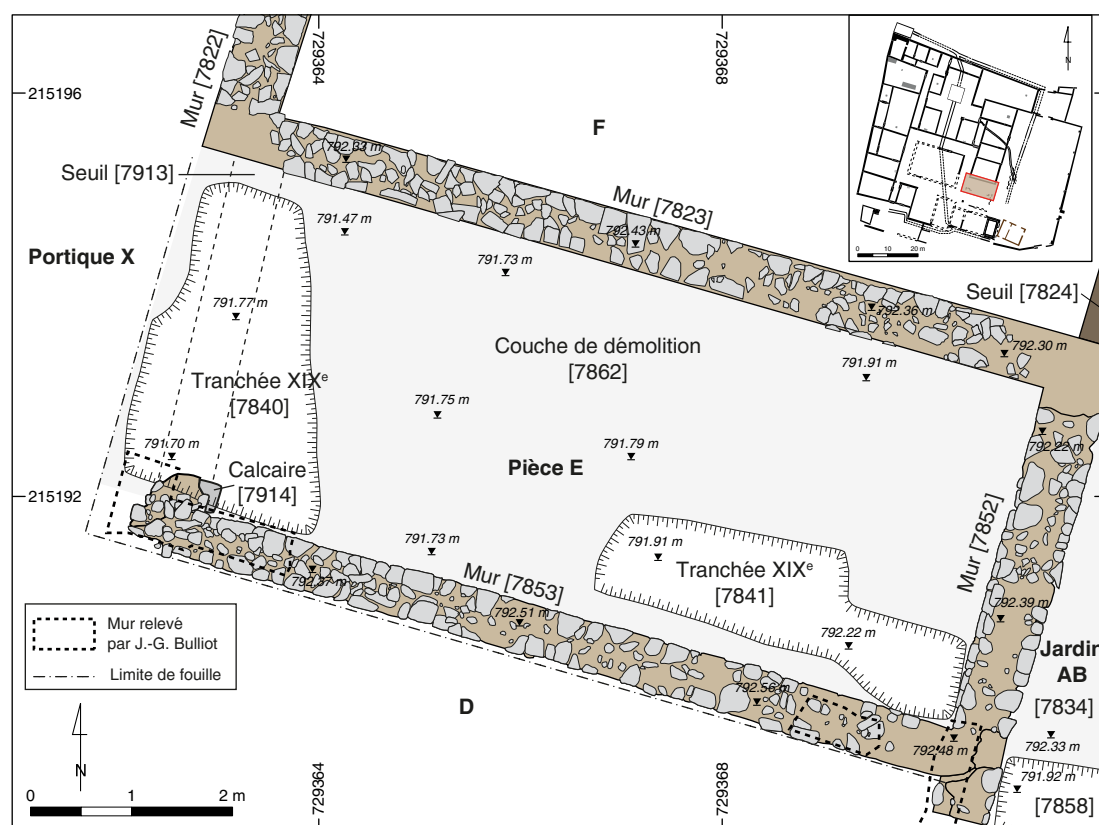 729364
729368
215196
Mur [7822]
F
792.33 m
Seuil [7913]
Mur [7823]
791.47 m
792.43 m
Portique X
791.73 m
N
0 10 20 m
Seuil [7824]
791.77 m
792.36 m
792.30 m
Couche de démolition
[7862]
791.91 m
Tranchée XIXe
[7840]
791.75 m
791.70 m
791.79 m
792.22 m
Pièce E
Calcaire
[7914]
215192
Mur [7852]
791.73 m
791.91 m
Tranchée XIXe
[7841]
792.37 m
Mur [7853]
792.51 m
792.22 m
792.39 m
Mur relevé
par J.-G. Bulliot
Limite de fouille
Jardin
AB
[7834]
792.56 m
D
792.48 m
792.33 m
791.92 m
[7858]
N
0 1 2 m
729364
729368